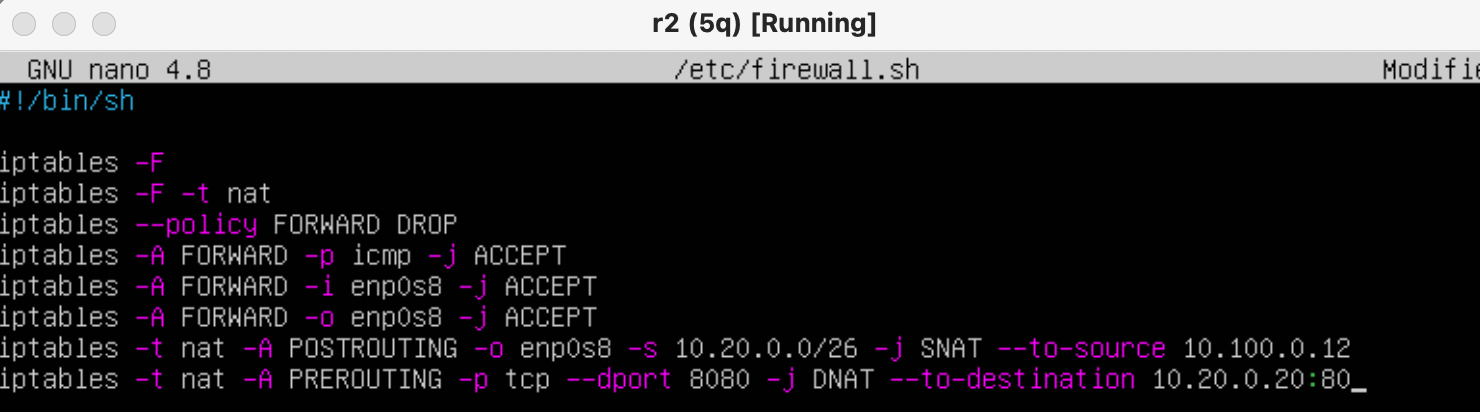 r2 (5q) [Running]
GNU nano 4.8 /etc/firewall.sh Modifie
#!/bin/sh
iptables -F
iptables -F -t nat
iptables --policy FORWARD DROP
iptables -A FORWARD -p icmp -j ACCEPT
iptables -A FORWARD -i enp0s8 -j ACCEPT
iptables -A FORWARD -o enp0s8 -j ACCEPT
iptables -t nat -A POSTROUTING -o enp0s8 -s 10.20.0.0/26 -j SNAT --to-source 10.100.0.12
iptables -t nat -A PREROUTING -p tcp --dport 8080 -j DNAT --to-destination 10.20.0.20:80